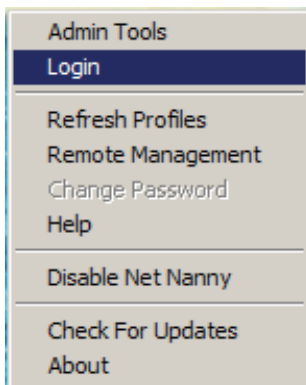 Admin Tools
Login
Refresh Profiles
Remote Management
Change Password
Help
Disable Net Nanny
Check For Updates
About